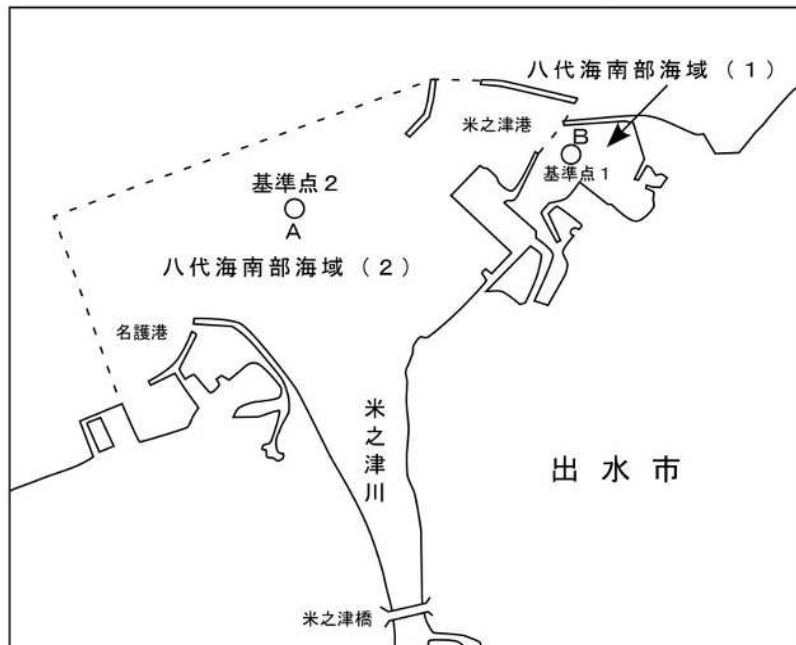 八代海南部海域(1)
米之津港
B
基準点1
基準点2
A
八代海南部海域(2)
名護港
米之津川
出水市
米之津橋